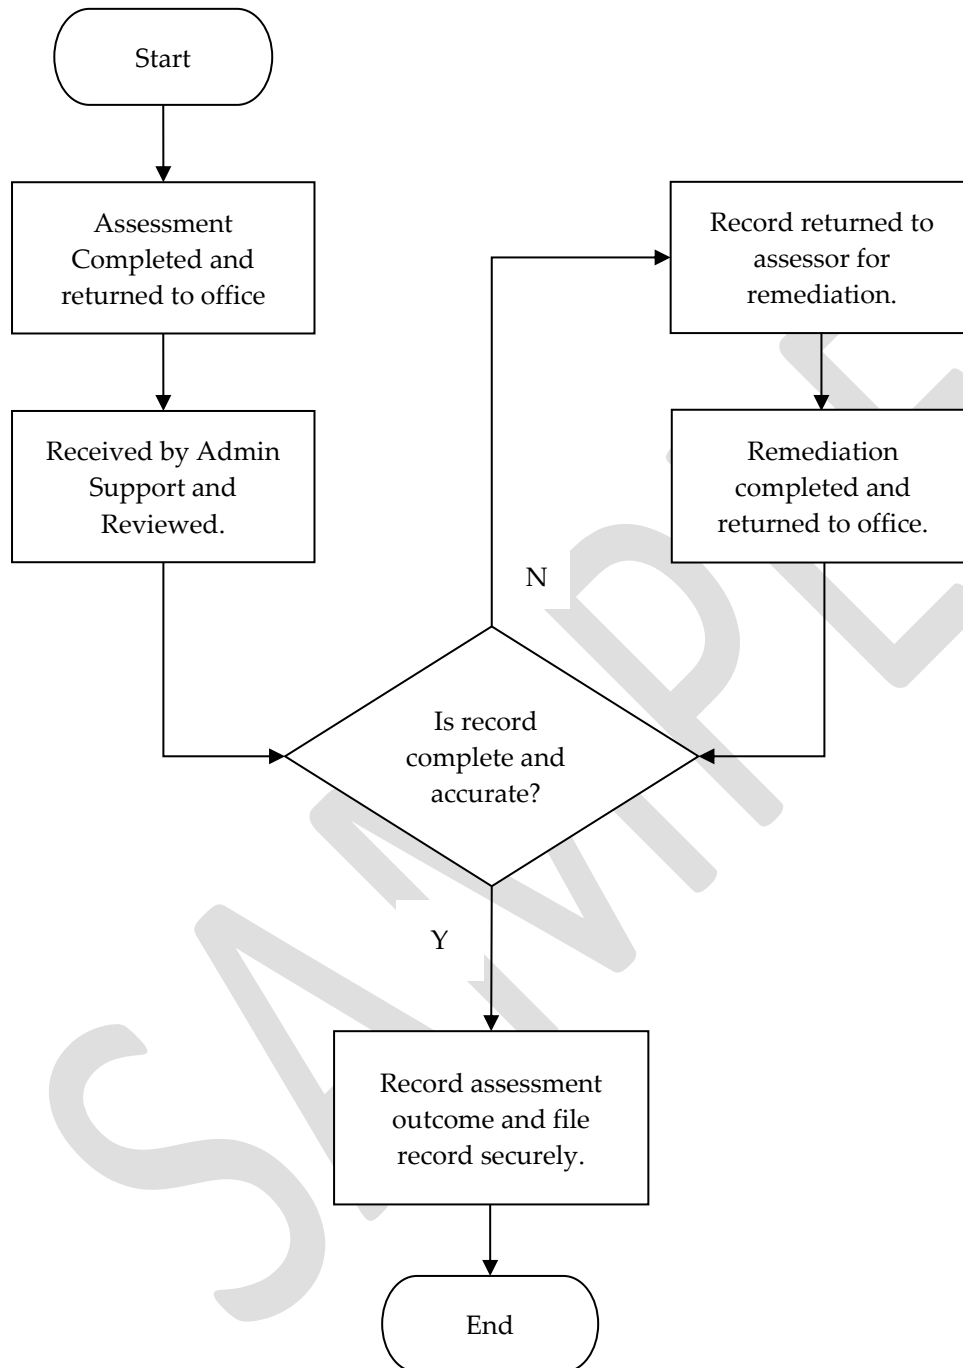 Start
Assessment
Completed and
returned to office
Received by Admin
Support and
Reviewed.
Record returned to
assessor for
remediation.
Remediation
completed and
returned to office.
N
Is record
complete and
accurate?
Y
Record assessment
outcome and file
record securely.
End
SAMPLE